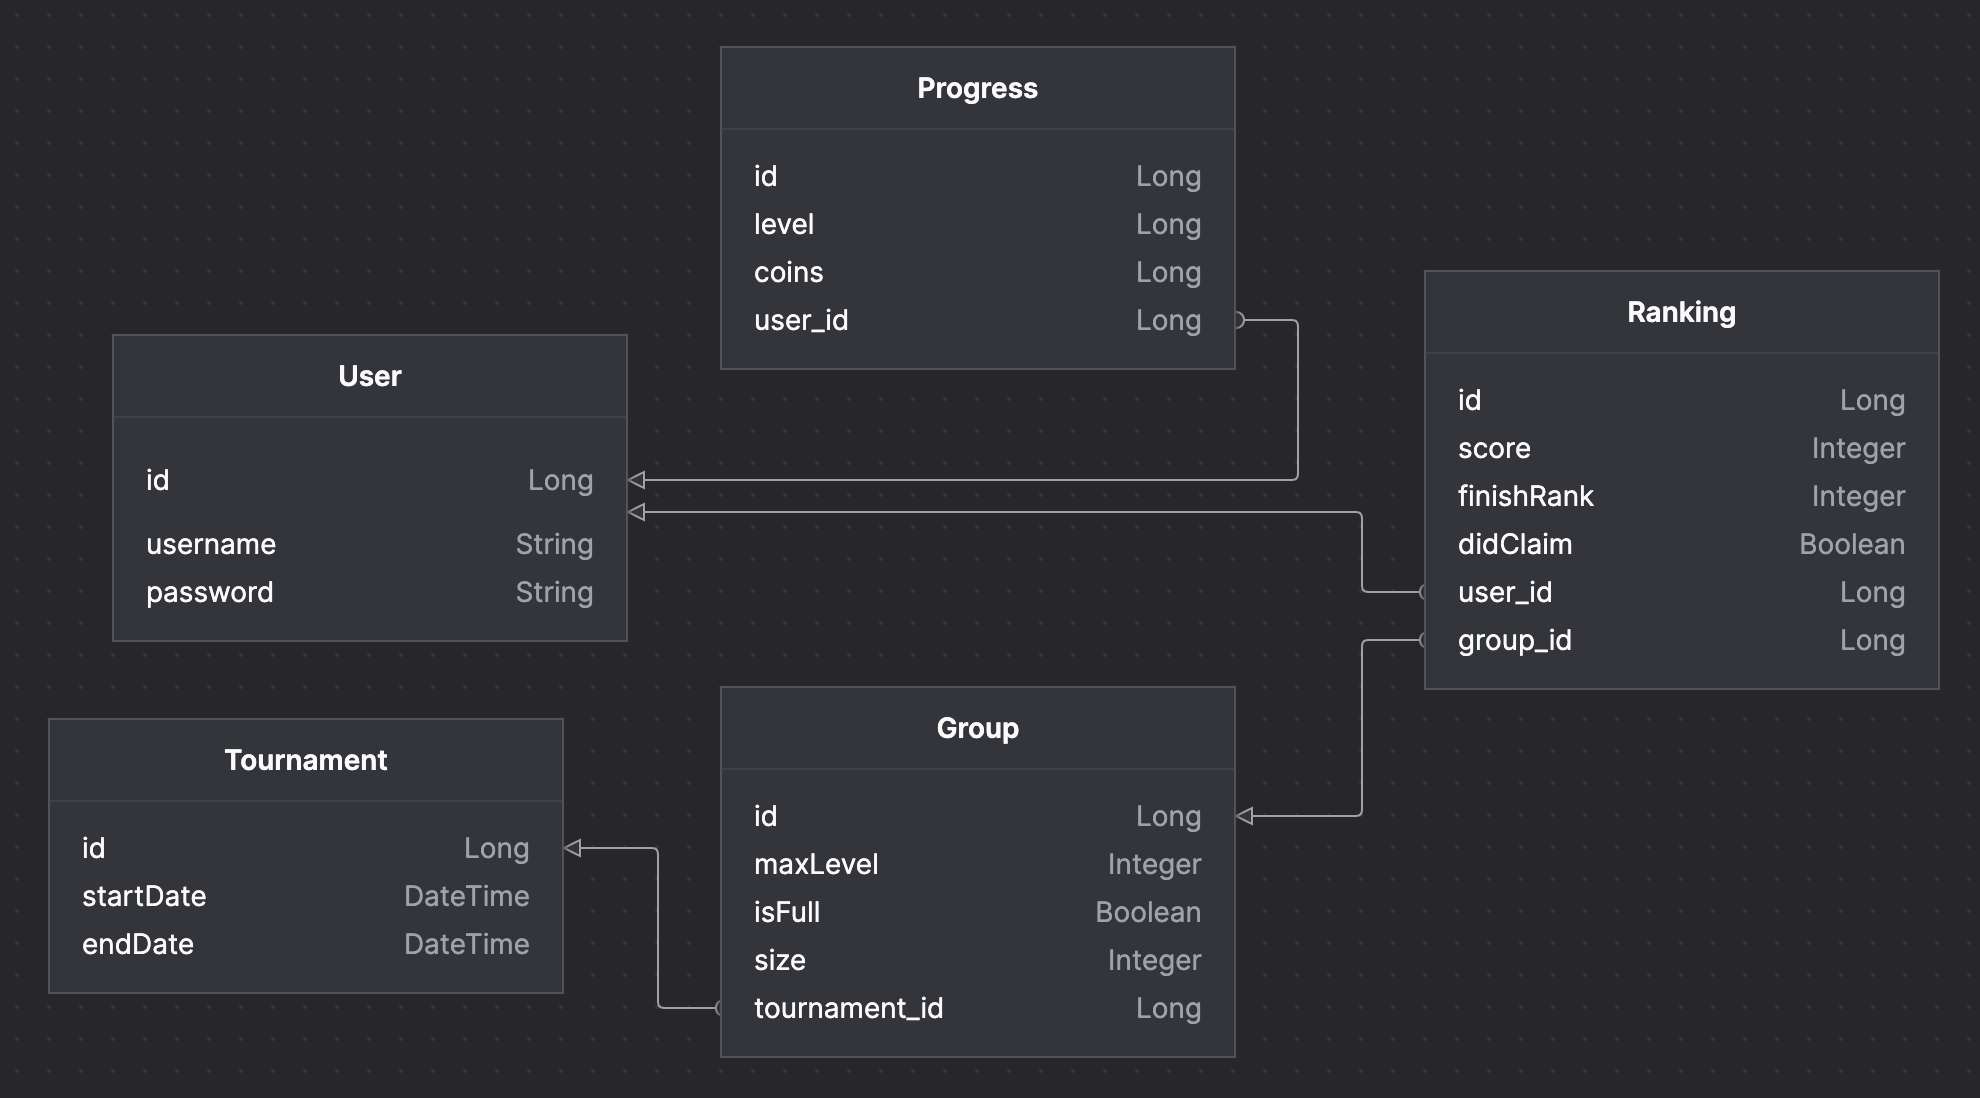 Progress
id Long
level Long
coins Long
user_id Long
User
id Long
username String
password String
Ranking
id Long
score Integer
finishRank Integer
didClaim Boolean
user_id Long
group_id Long
Tournament
id Long
startDate DateTime
endDate DateTime
Group
id Long
maxLevel Integer
isFull Boolean
size Integer
tournament_id Long